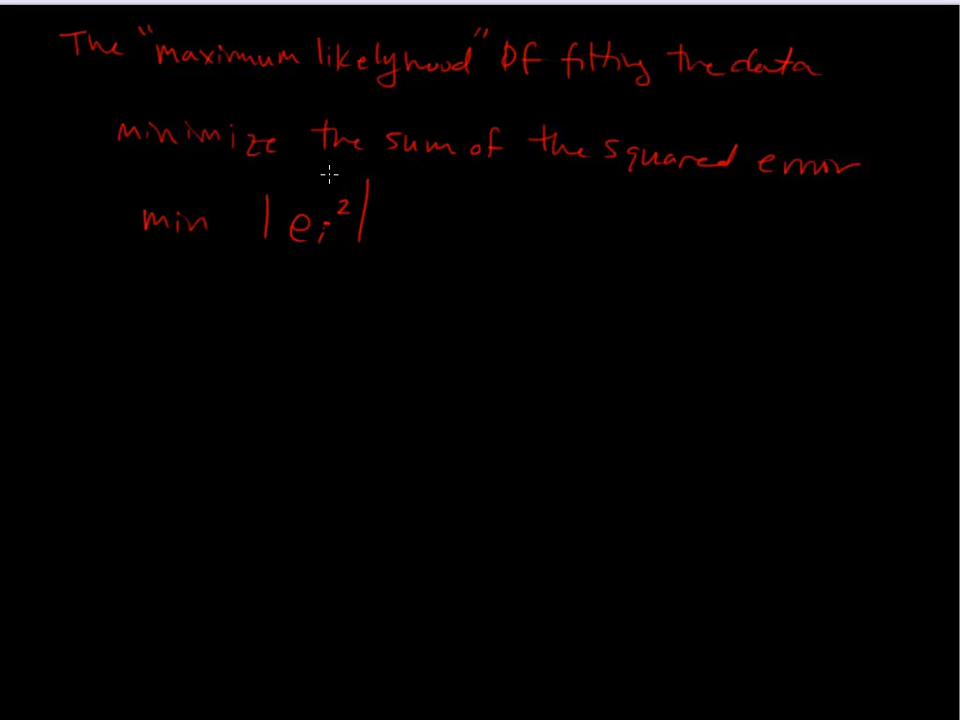 The "maximum likelyhood" Of fitting the data
minimize the sum of the squared error
min |eᵢ²|